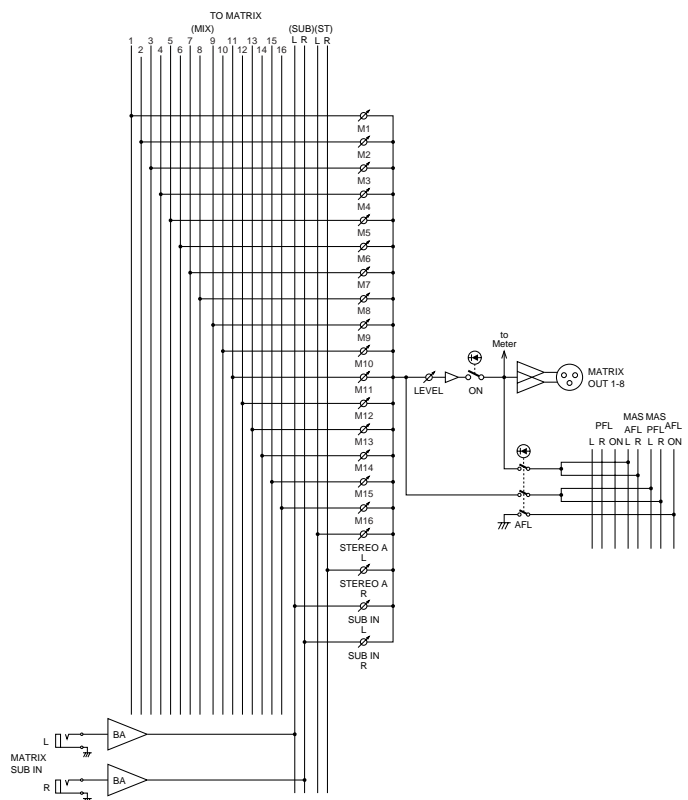 TO MATRIX
(MIX) (SUB)(ST)
1 3 5 7 9 11 13 15 L R L R
2 4 6 8 10 12 14 16
M1
M2
M3
M4
M5
M6
M7
M8
M9
M10
M11
M12
M13
M14
M15
M16
STEREO A
L
STEREO A
R
SUB IN
L
SUB IN
R
to
Meter
LEVEL
ON
MATRIX
OUT 1-8
MAS MAS
PFL AFL PFL AFL
L R ON L R L R ON
AFL
L
BA
MATRIX
SUB IN
R
BA